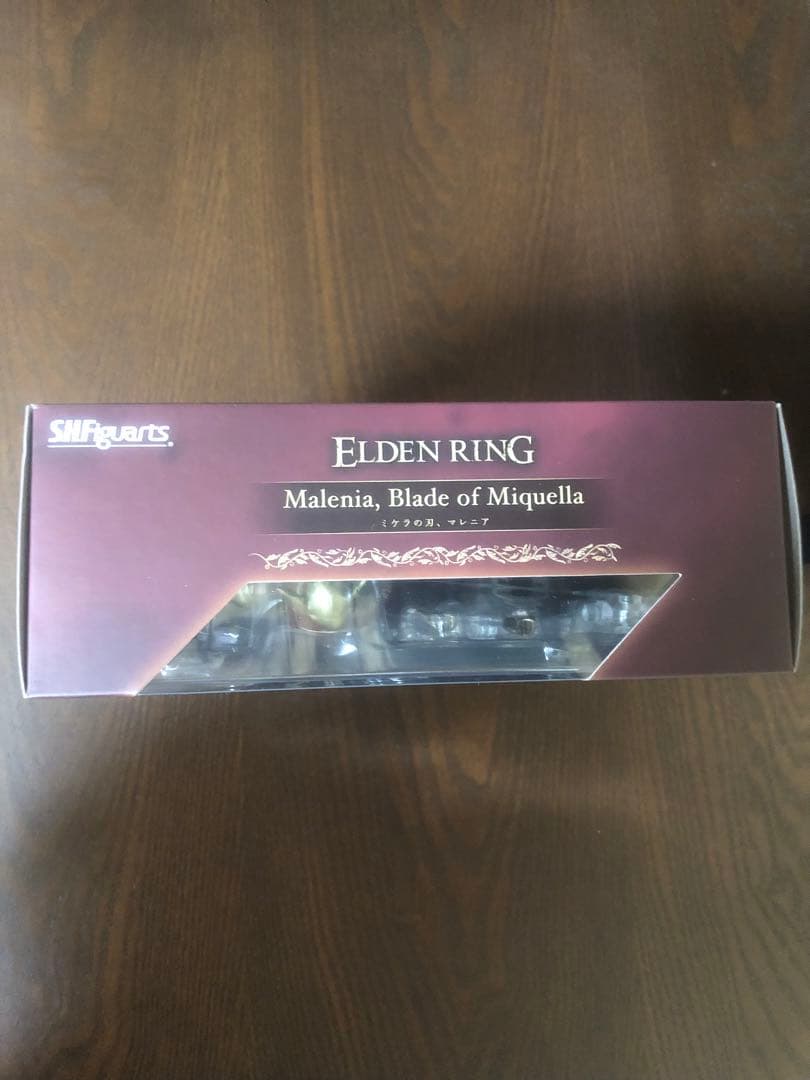 S.H.Figuarts
ELDEN RING
Malenia, Blade of Miquella
ミケラの刃、マレニア